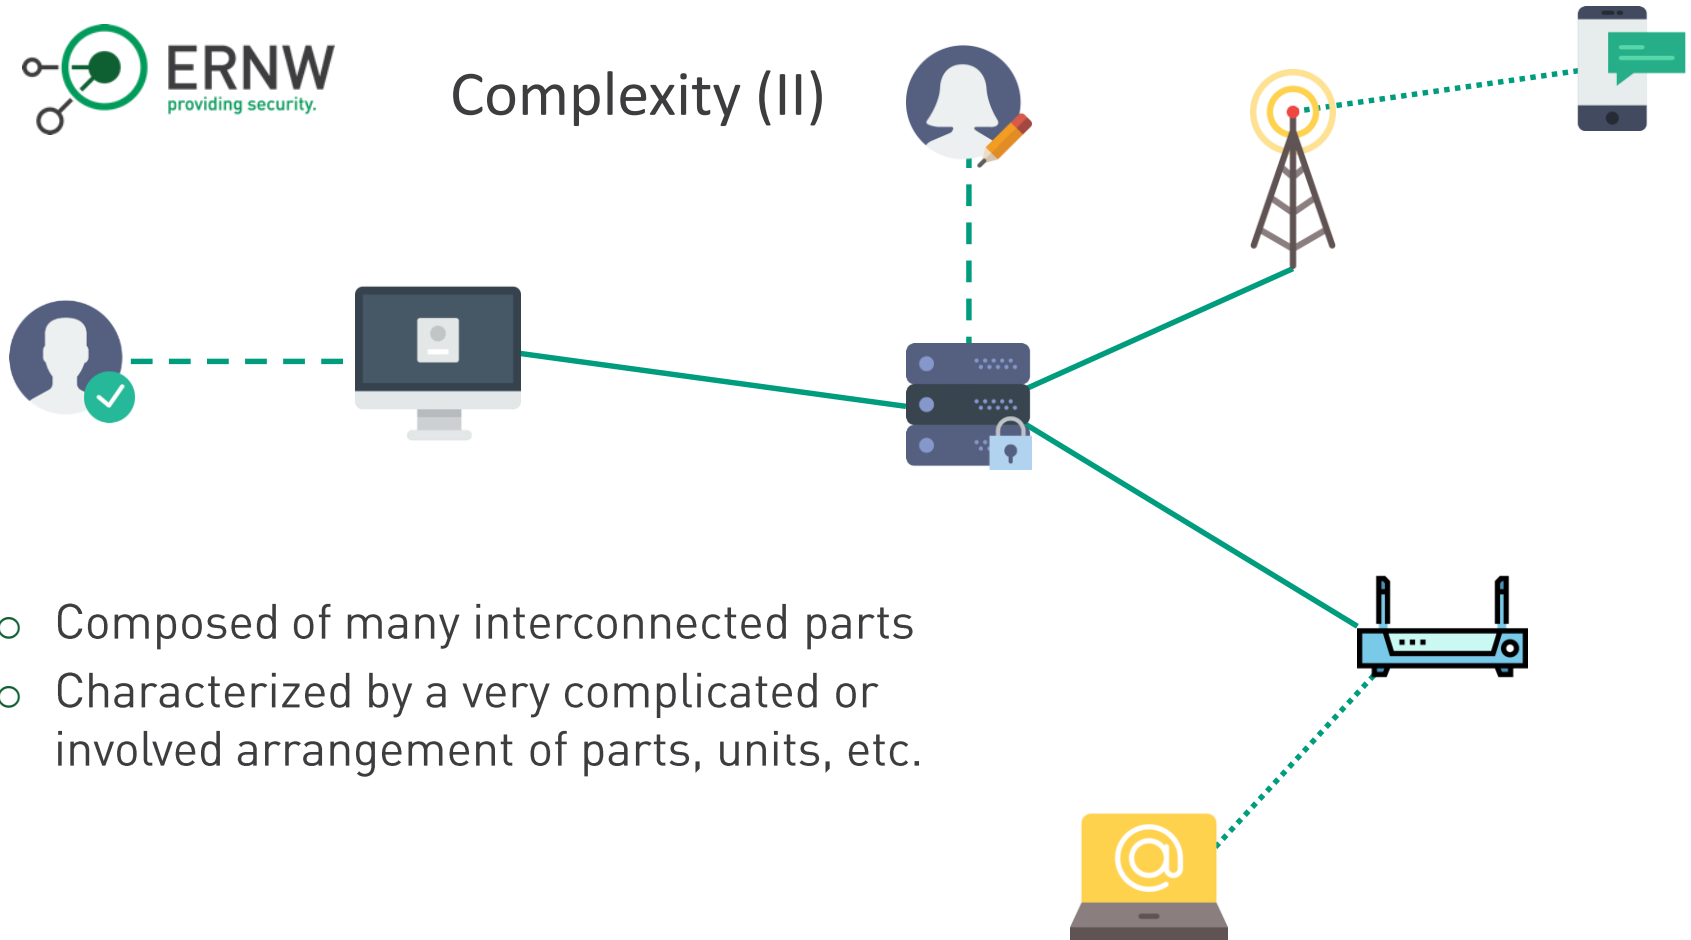 ERNW
providing security.
Complexity (II)
@
Composed of many interconnected parts
Characterized by a very complicated or
involved arrangement of parts, units, etc.